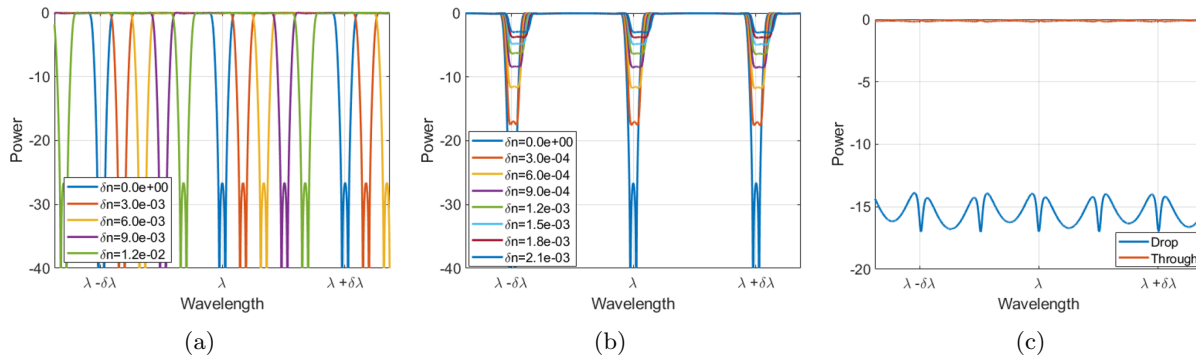 0
-10
-20
-30
-40
Power
δn=0.0e+00
δn=3.0e-03
δn=6.0e-03
δn=9.0e-03
δn=1.2e-02
λ -δλ
λ
λ +δλ
Wavelength
(a)
0
-10
-20
-30
-40
Power
δn=0.0e+00
δn=3.0e-04
δn=6.0e-04
δn=9.0e-04
δn=1.2e-03
δn=1.5e-03
δn=1.8e-03
δn=2.1e-03
λ -δλ
λ
λ +δλ
Wavelength
(b)
0
-5
-10
-15
-20
Power
Drop
Through
λ -δλ
λ
λ +δλ
Wavelength
(c)